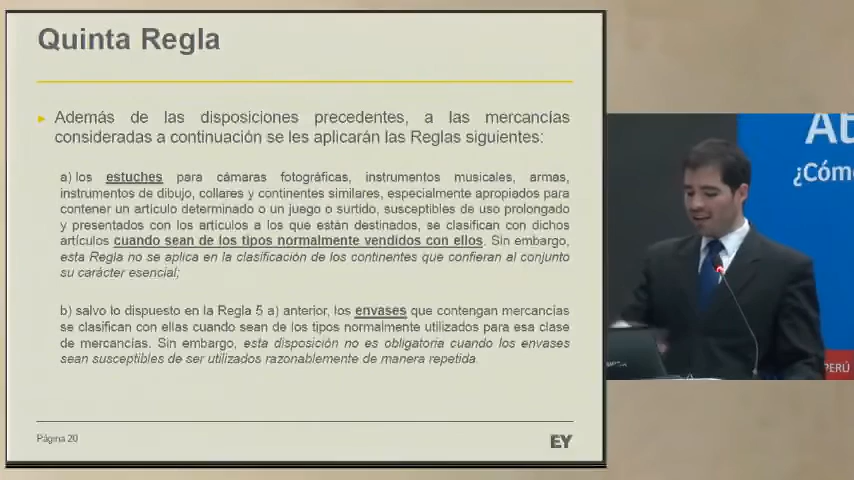 Quinta Regla
► Además de las disposiciones precedentes, a las mercancías
consideradas a continuación se les aplicarán las Reglas siguientes:
a) los estuches para cámaras fotográficas, instrumentos musicales, armas,
instrumentos de dibujo, collares y continentes similares, especialmente apropiados para
contener un artículo determinado o un juego o surtido, susceptibles de uso prolongado
y presentados con los artículos a los que están destinados, se clasifican con dichos
artículos cuando sean de los tipos normalmente vendidos con ellos. Sin embargo,
esta Regla no se aplica en la clasificación de los continentes que confieran al conjunto
su carácter esencial;
b) salvo lo dispuesto en la Regla 5 a) anterior, los envases que contengan mercancías
se clasifican con ellas cuando sean de los tipos normalmente utilizados para esa clase
de mercancías. Sin embargo, esta disposición no es obligatoria cuando los envases
sean susceptibles de ser utilizados razonablemente de manera repetida.
Página 20
EY
¿Cóm
PERÚ